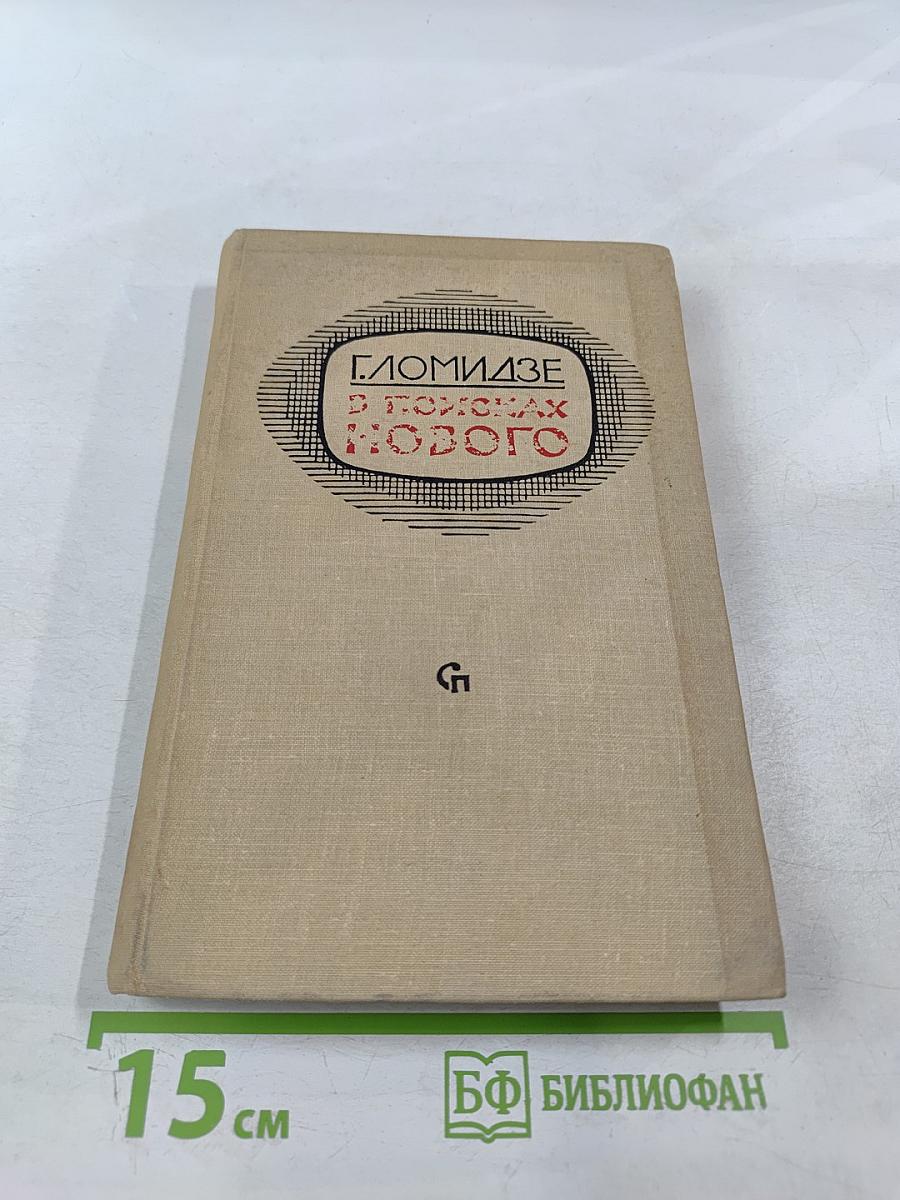 Г. ЛОМИДЗЕ
В ПОИСКАХ
НОВОГО
СП
15 см
БФ БИБЛИОФАН